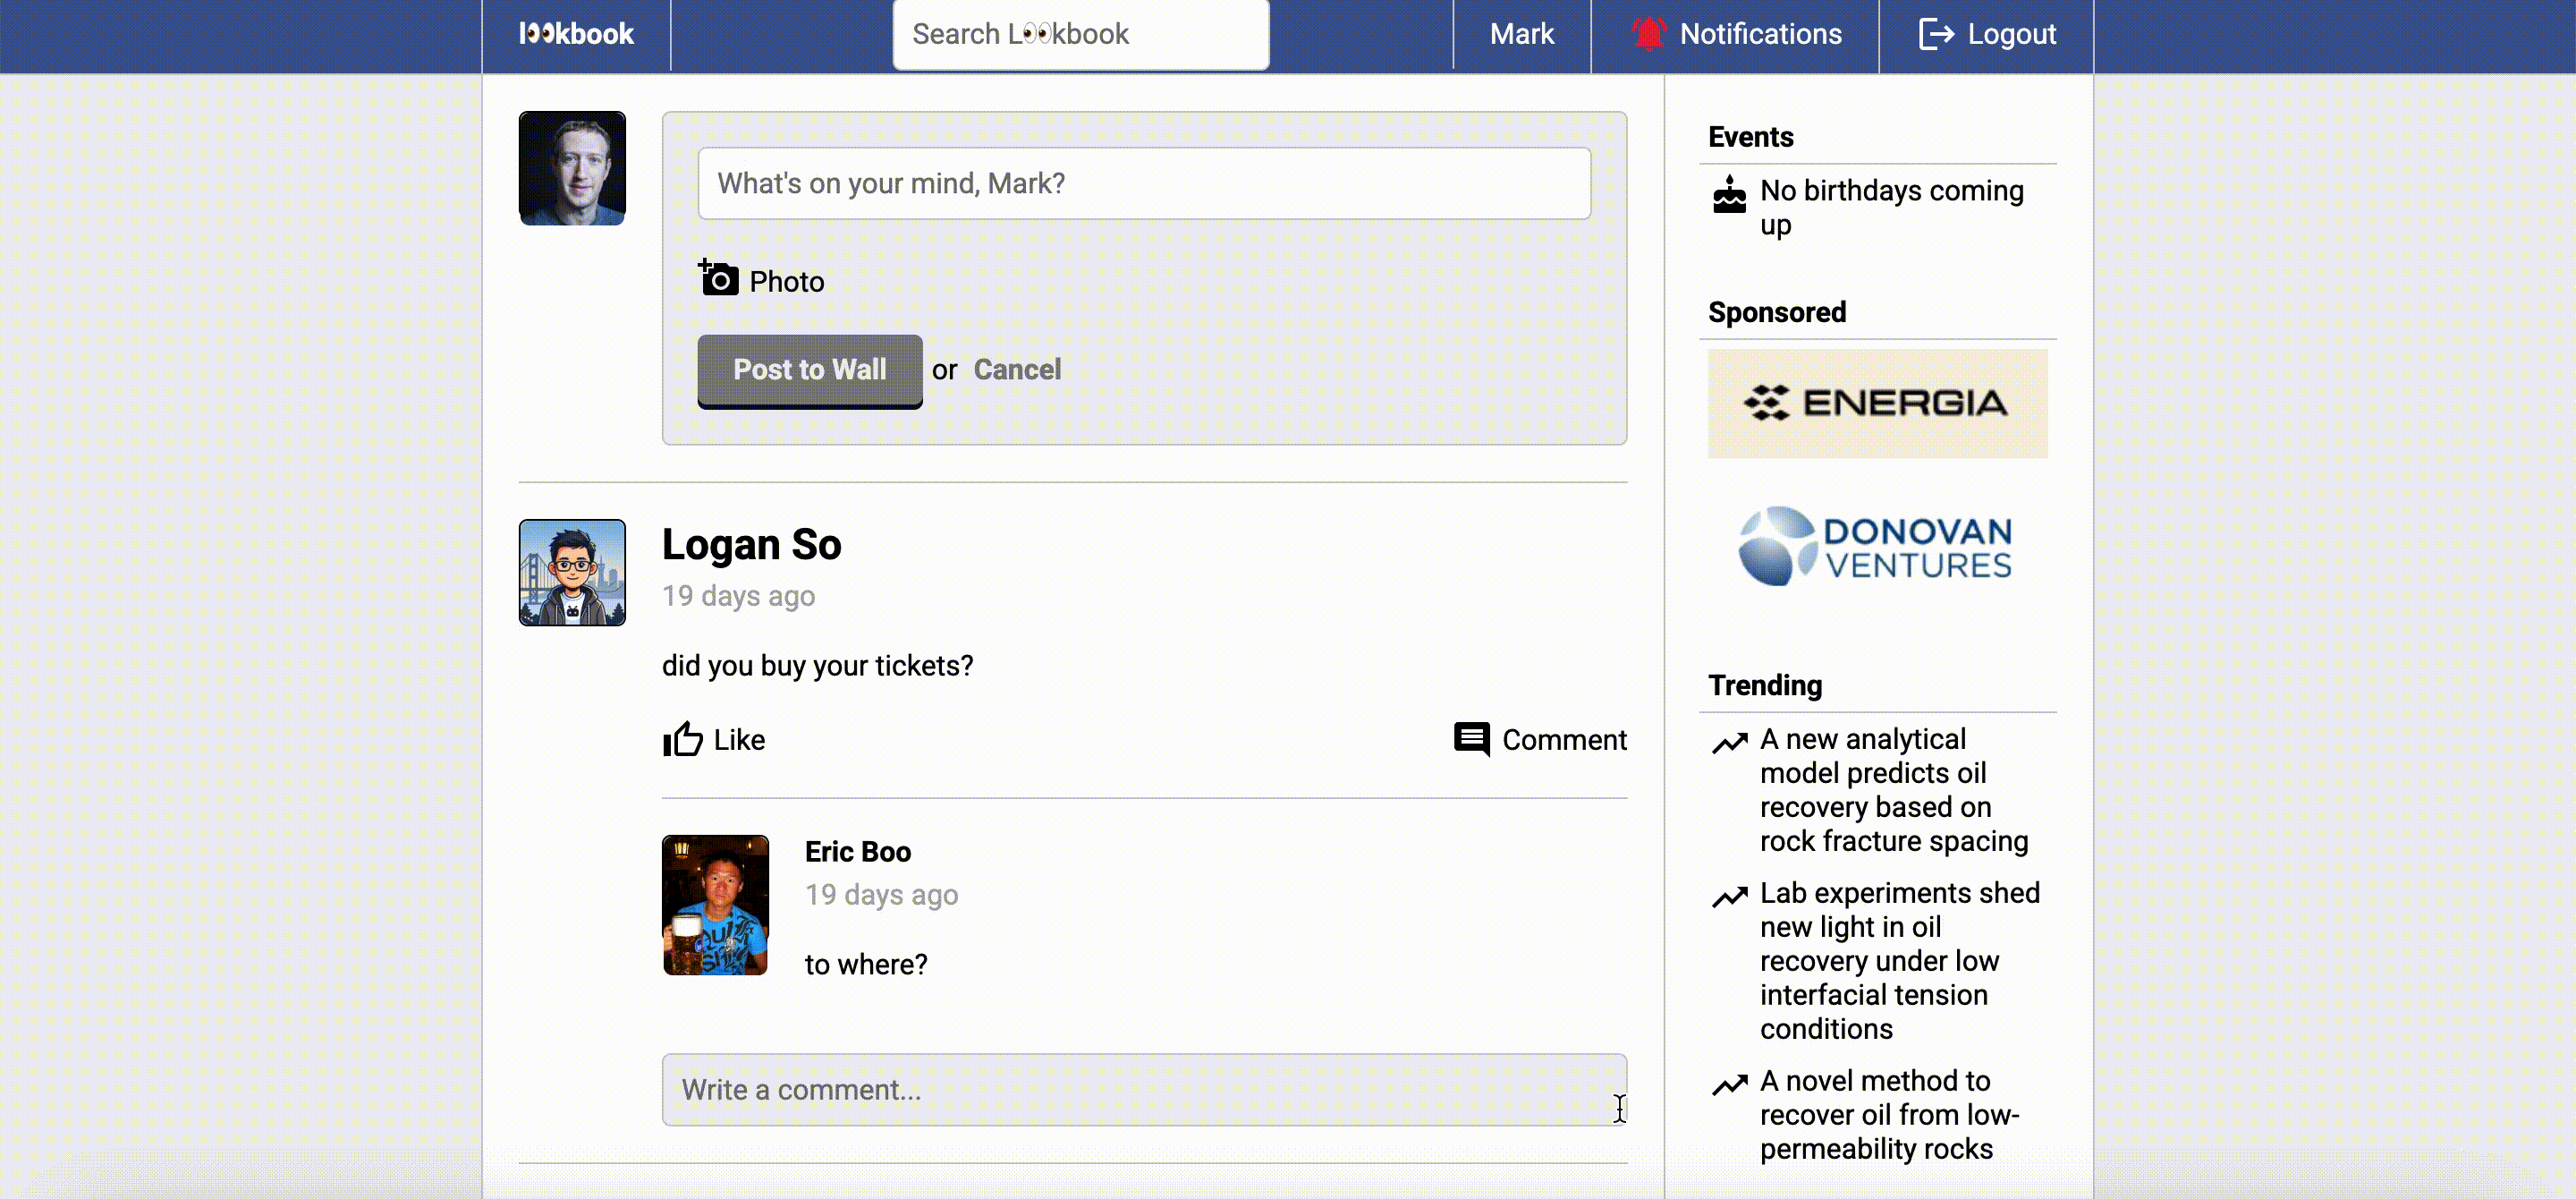 l👀kbook
Search L👀kbook
Mark
Notifications
Logout
What's on your mind, Mark?
Photo
Post to Wall or Cancel
Logan So
19 days ago
did you buy your tickets?
Like
Comment
Eric Boo
19 days ago
to where?
Write a comment...
Events
No birthdays coming
up
Sponsored
ENERGIA
DONOVAN
VENTURES
Trending
A new analytical
model predicts oil
recovery based on
rock fracture spacing
Lab experiments shed
new light in oil
recovery under low
interfacial tension
conditions
A novel method to
recover oil from low-
permeability rocks